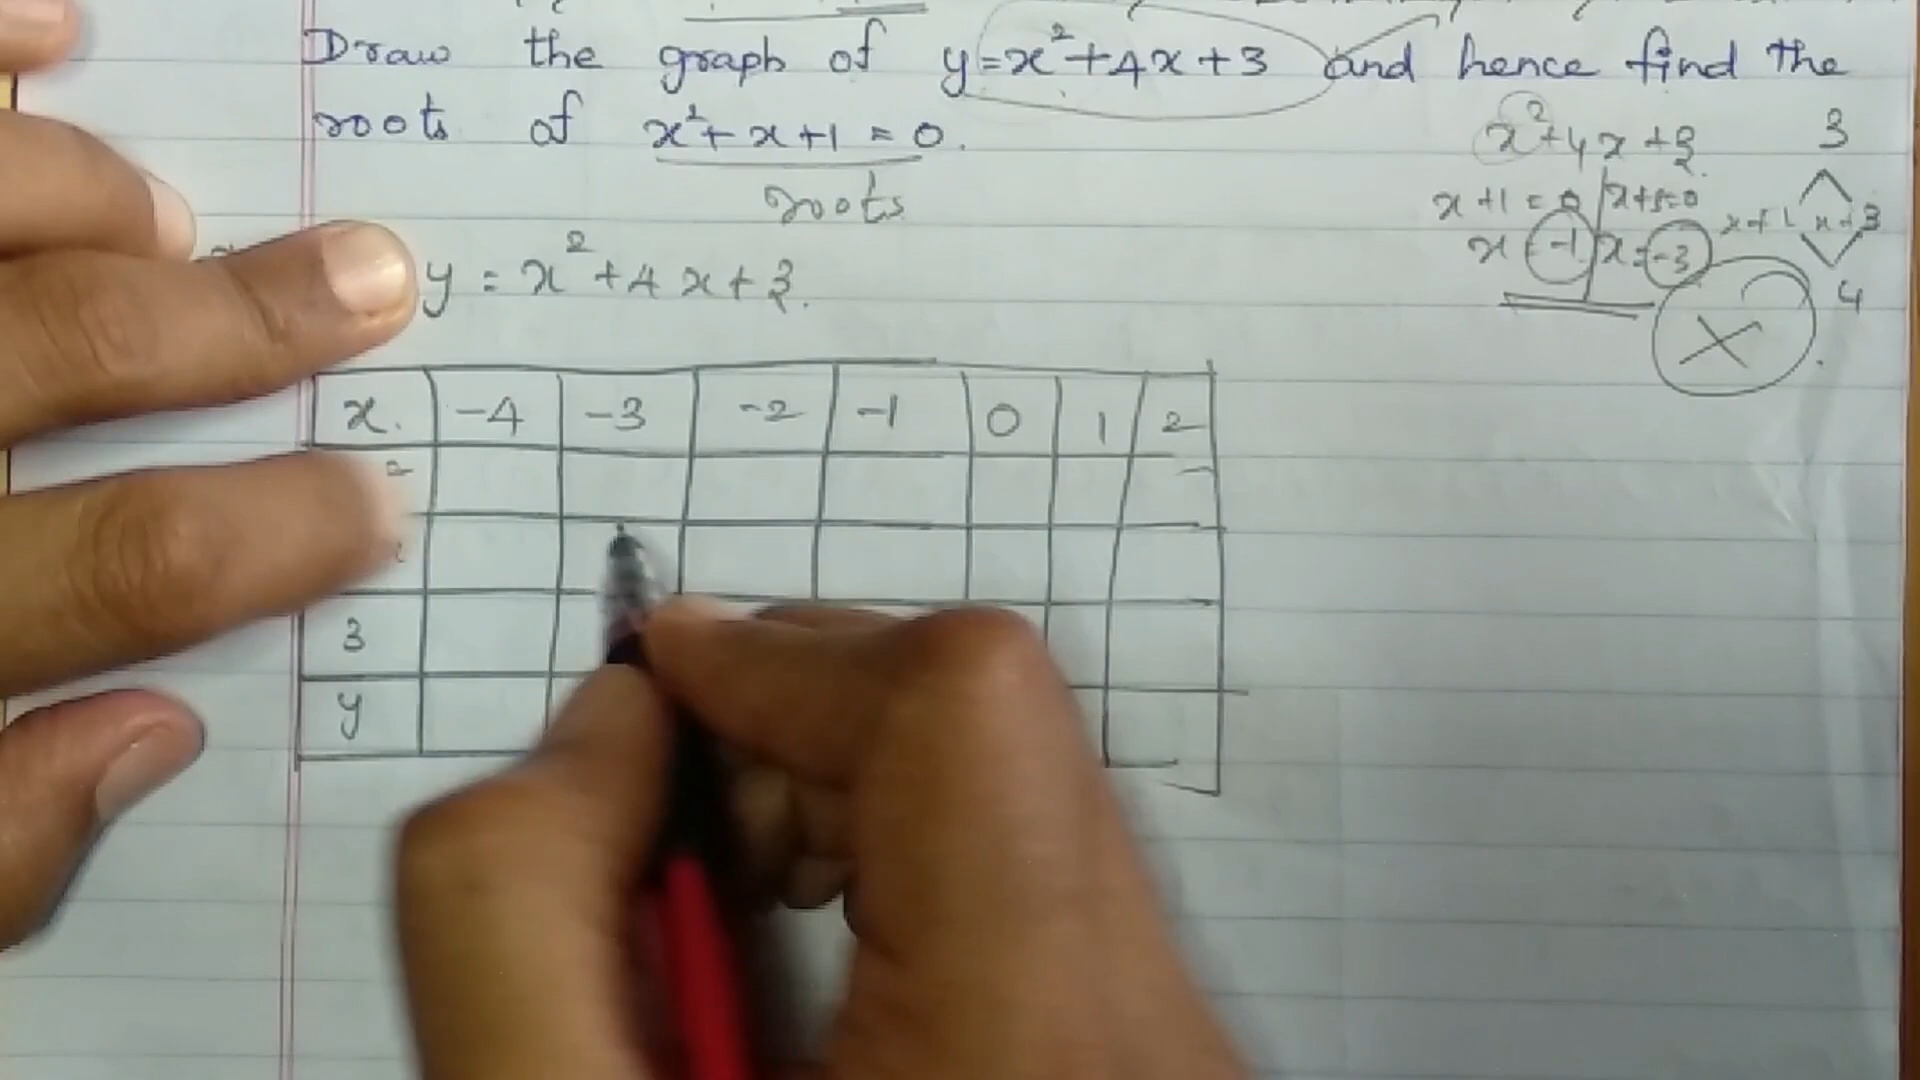 Draw the graph of y=x²+4x+3 and hence find the
roots of x²+x+1=0.
roots
x²+4x+3
3
x+1=0 x+3=0
x+1 x+3
x=-1 x=-3
4
X
y=x²+4x+3.
x. -4 -3 -2 -1 0 1 2
2
3
y